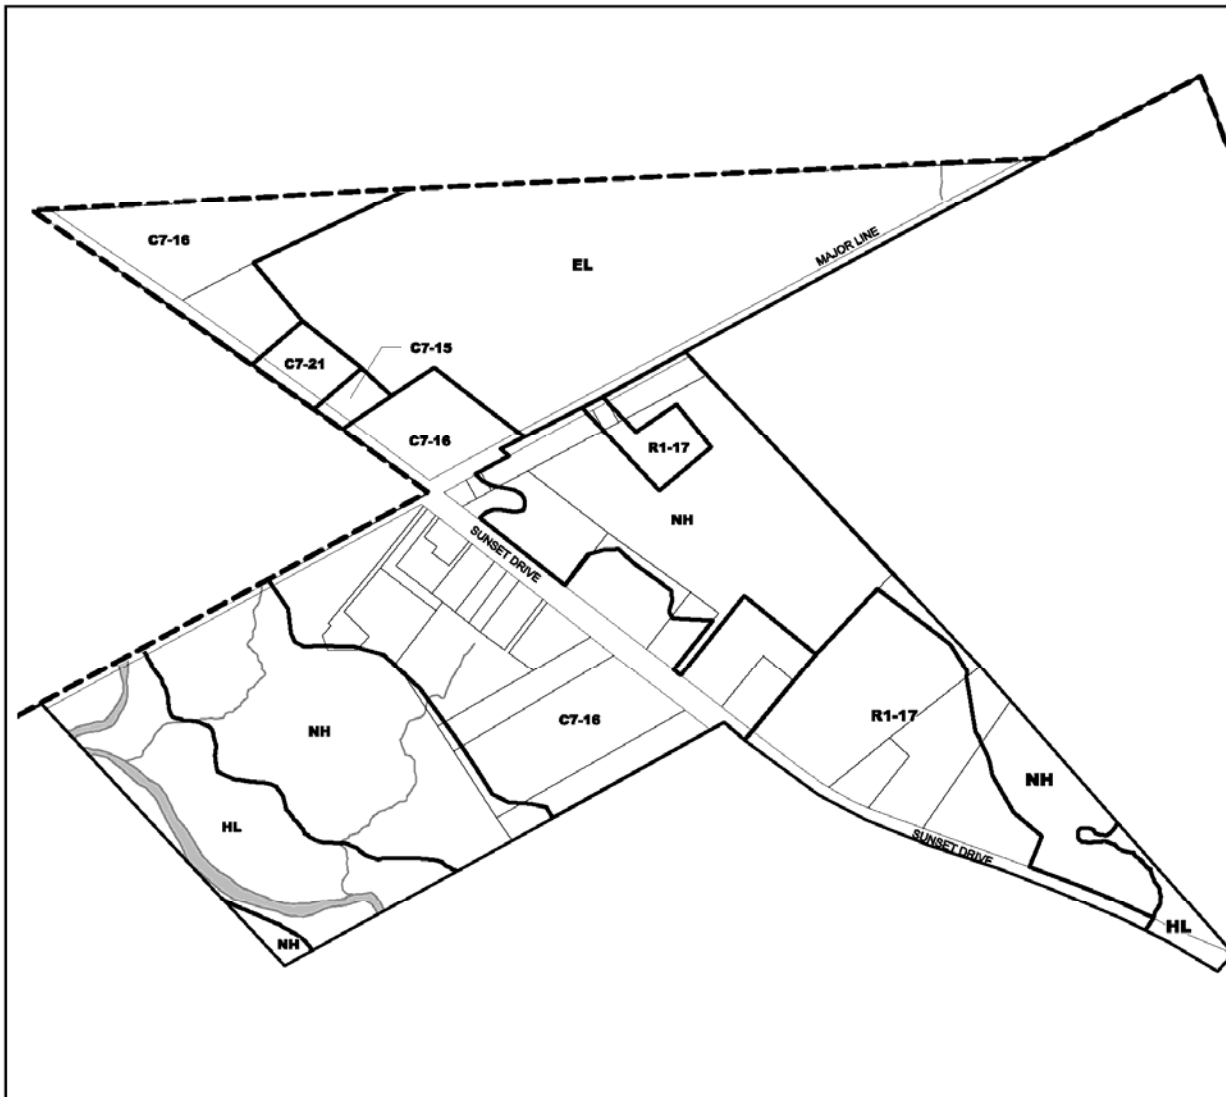 MAJOR LINE
C7-16
EL
C7-15
C7-21
C7-16
R1-17
NH
SUNSET DRIVE
C7-16
R1-17
NH
NH
HL
SUNSET DRIVE
HL
NH